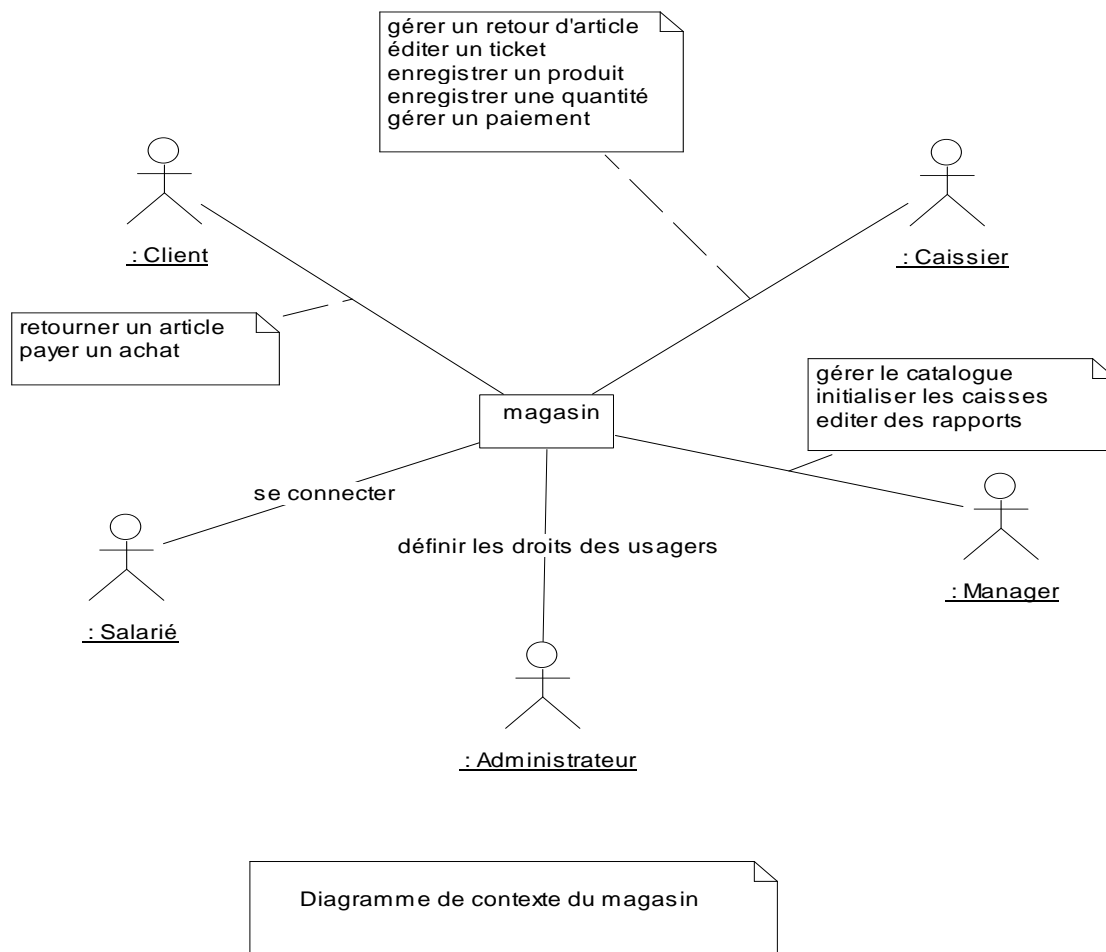 gérer un retour d'article
éditer un ticket
enregistrer un produit
enregistrer une quantité
gérer un paiement
: Client
: Caissier
retourner un article
payer un achat
gérer le catalogue
initialiser les caisses
editer des rapports
magasin
se connecter
définir les droits des usagers
: Manager
: Salarié
: Administrateur
Diagramme de contexte du magasin